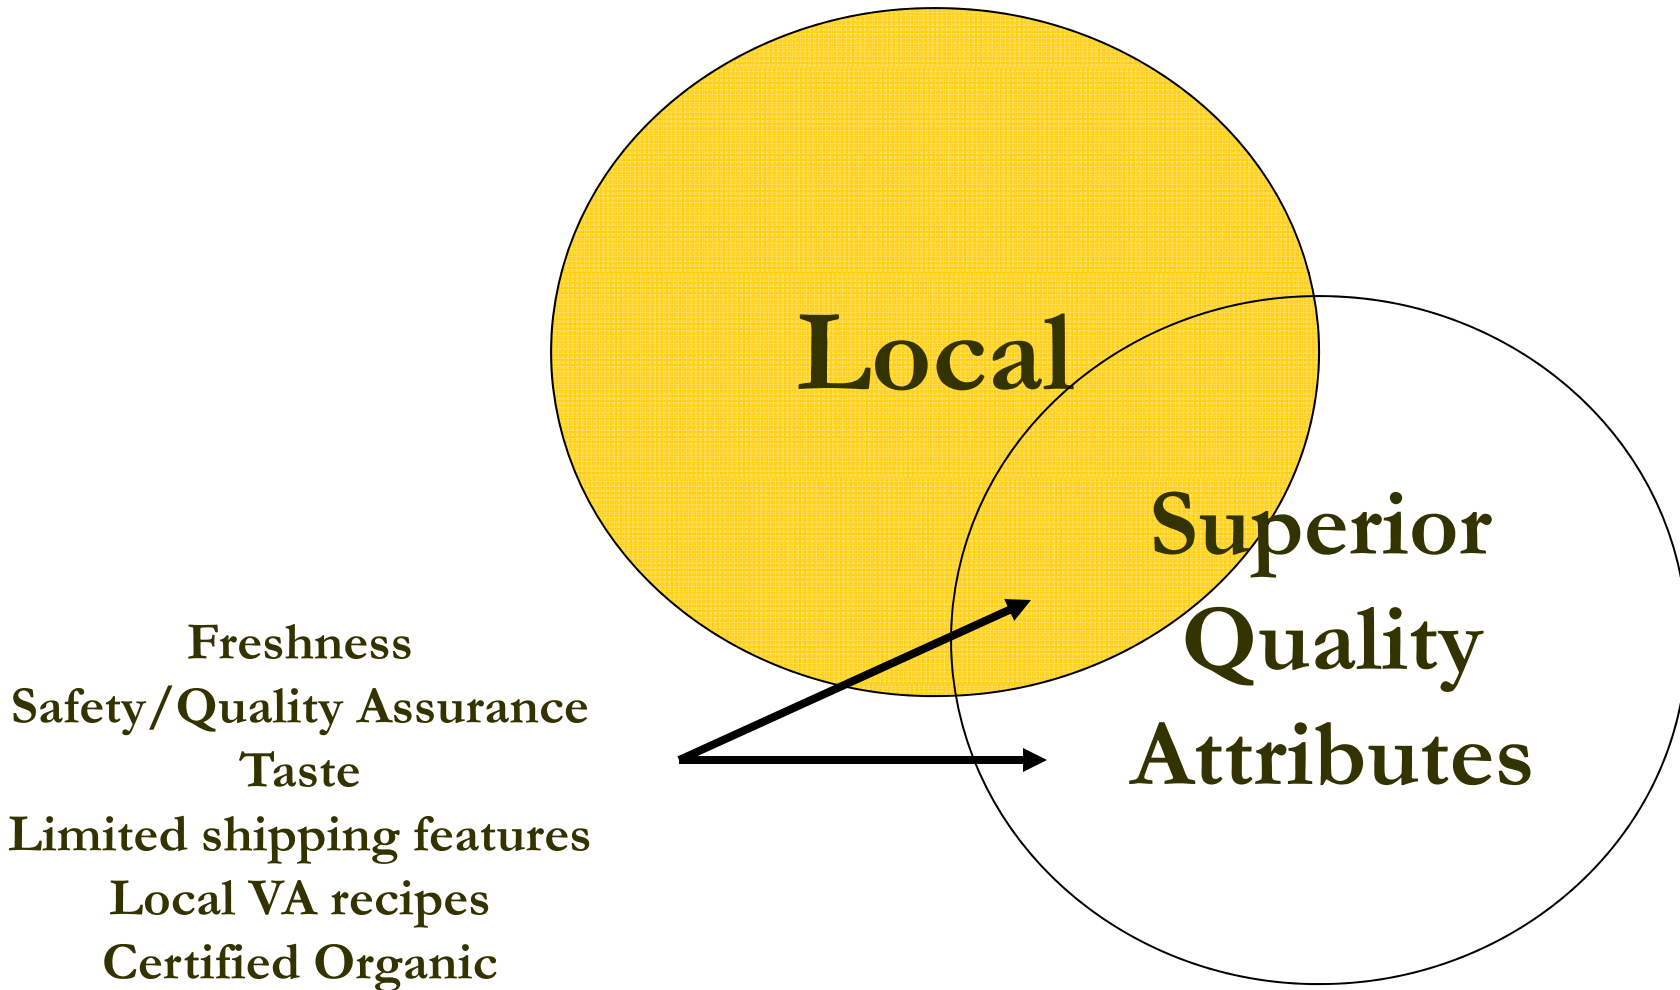 Local
Superior
Quality
Attributes
Freshness
Safety/Quality Assurance
Taste
Limited shipping features
Local VA recipes
Certified Organic